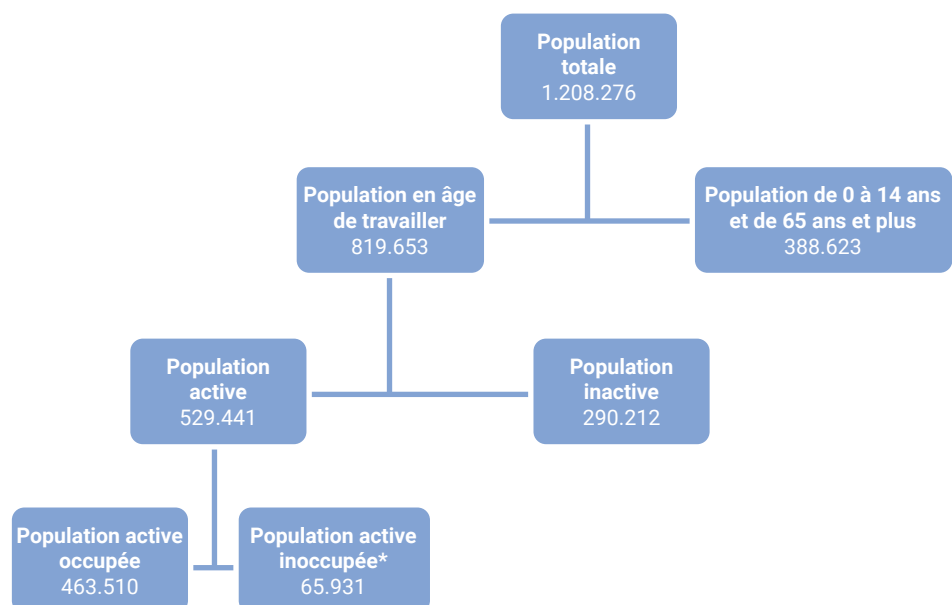 Population
totale
1.208.276
Population en âge
de travailler
819.653
Population de 0 à 14 ans
et de 65 ans et plus
388.623
Population
active
529.441
Population
inactive
290.212
Population active
occupée
463.510
Population active
inoccupée*
65.931